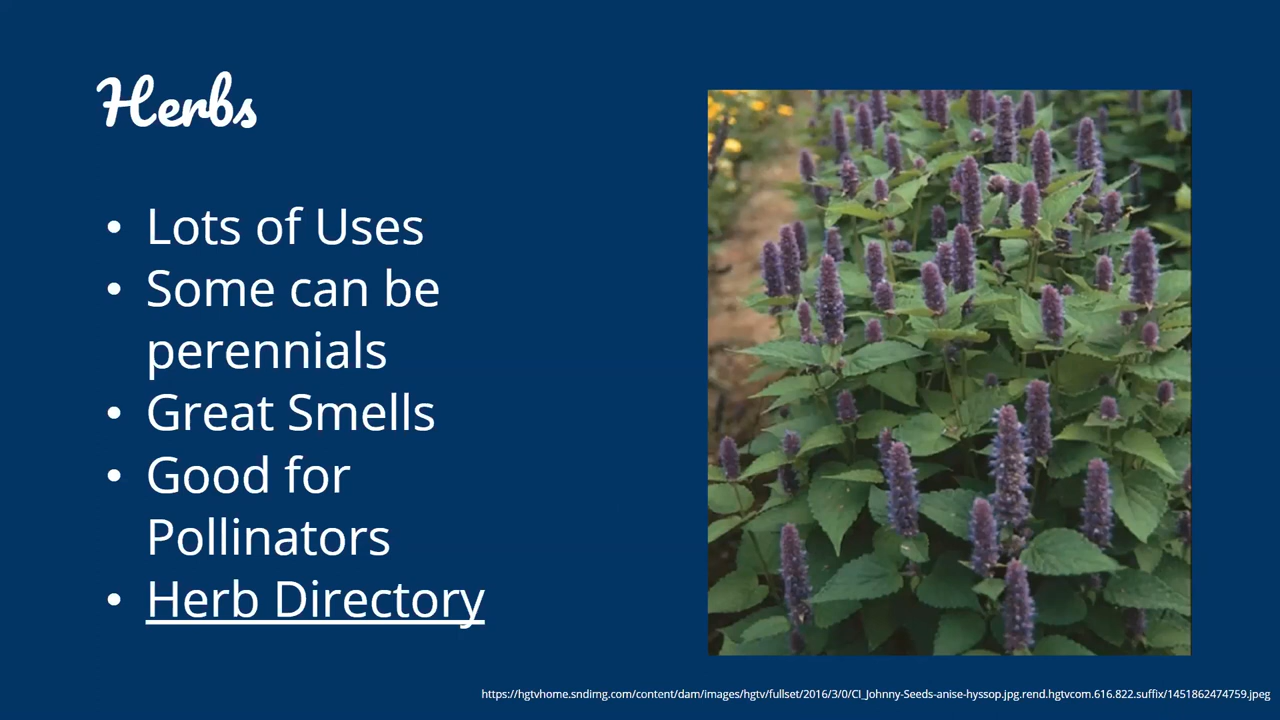 Herbs
• Lots of Uses
• Some can be
perennials
• Great Smells
• Good for
Pollinators
• Herb Directory
https://hgtvhome.sndimg.com/content/dam/images/hgtv/fullset/2016/3/0/CI_Johnny-Seeds-anise-hyssop.jpg.rend.hgtvcom.616.822.suffix/1451862474759.jpeg